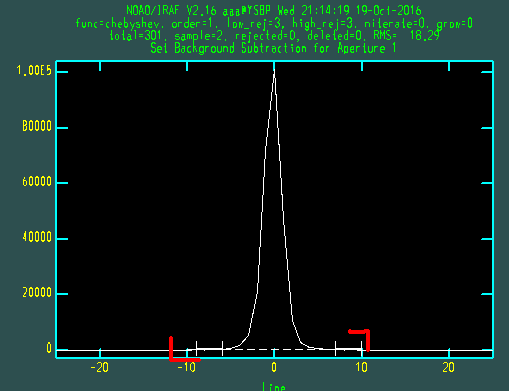 NOAO/IRAF V2.16 aaa@YSBP Wed 21:14:19 19-Oct-2016
func=chebyshev, order=1, low_rej=3, high_rej=3, niterate=0, grow=0
total=301, sample=2, rejected=0, deleted=0, RMS= 18.29
Set Background Subtraction for Aperture 1
1.00E5
80000
60000
40000
20000
0
-20
-10
0
10
20
Line